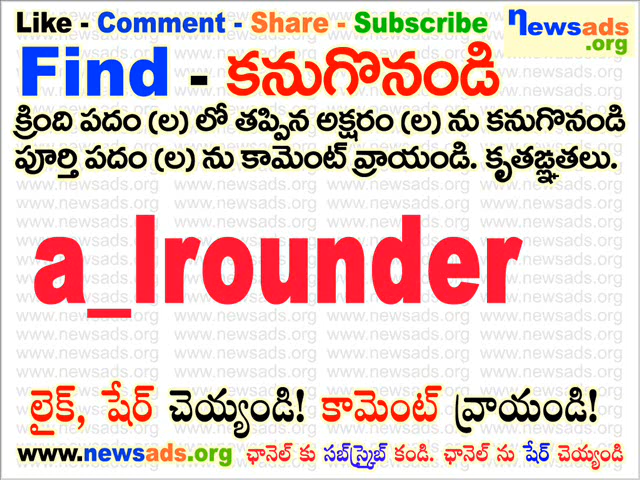 Like - Comment - Share - Subscribe
newsads
.org
Find - కనుగొనండి
క్రింది పదం (ల) లో తప్పిన అక్షరం (ల) ను కనుగొనండి
పూర్తి పదం (ల) ను కామెంట్ వ్రాయండి. కృతఙ్ఞతలు.
a_lrounder
లైక్, షేర్ చెయ్యండి! కామెంట్ వ్రాయండి!
www.newsads.org ఛానెల్ కు సబ్‌స్క్రైబ్ కండి. ఛానెల్ ను షేర్ చెయ్యండి